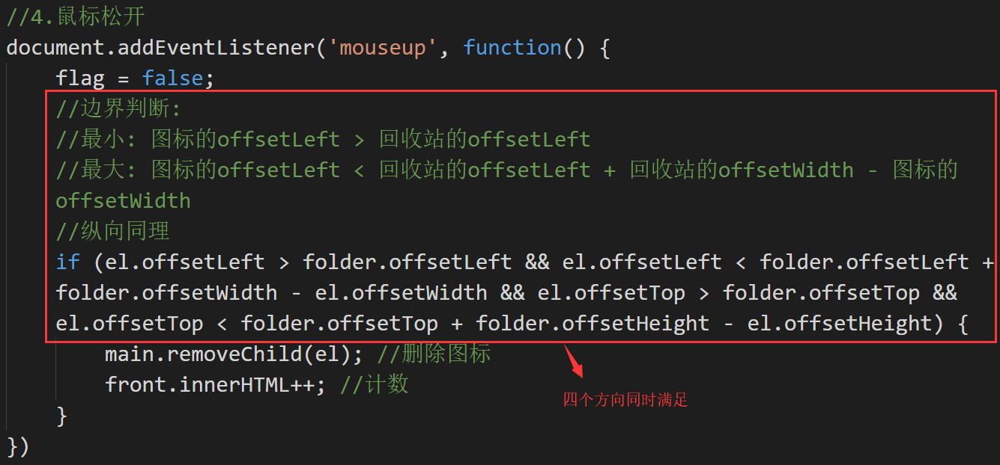 //4.鼠标松开
document.addEventListener('mouseup', function() {
flag = false;
//边界判断:
//最小: 图标的offsetLeft > 回收站的offsetLeft
//最大: 图标的offsetLeft < 回收站的offsetLeft + 回收站的offsetWidth - 图标的
offsetWidth
//纵向同理
if (el.offsetLeft > folder.offsetLeft && el.offsetLeft < folder.offsetLeft +
folder.offsetWidth - el.offsetWidth && el.offsetTop > folder.offsetTop &&
el.offsetTop < folder.offsetTop + folder.offsetHeight - el.offsetHeight) {
main.removeChild(el); //删除图标
front.innerHTML++; //计数
四个方向同时满足
}
})